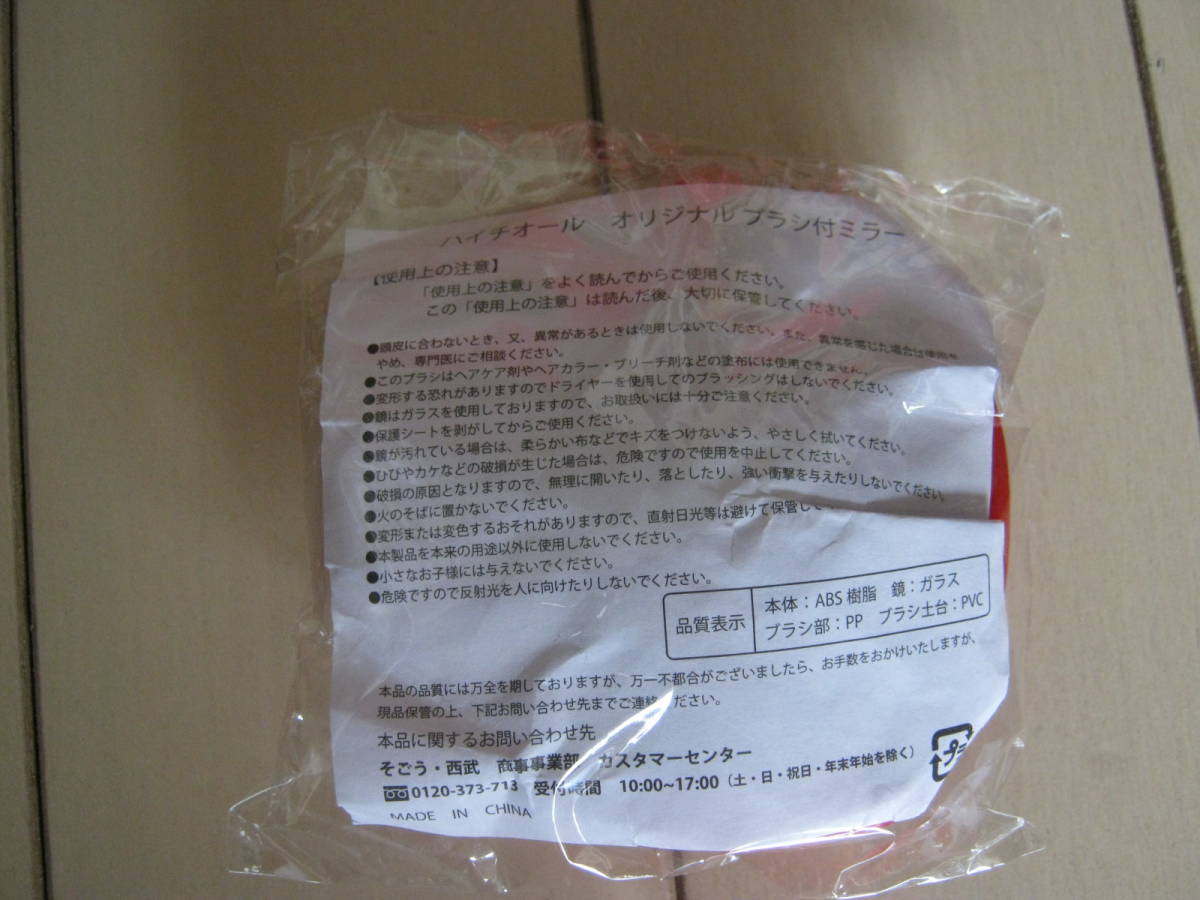 ハイチオール オリジナル ブラシ付ミラー
【使用上の注意】
「使用上の注意」をよく読んでからご使用ください。
この「使用上の注意」は読んだ後、大切に保管してください。
●頭皮に合わないとき、又、異常があるときは使用しないでください。また、異常を感じた場合は使用を
やめ、専門医にご相談ください。
●このブラシはヘアケア剤やヘアカラー・ブリーチ剤などの塗布には使用できません。
●変形する恐れがありますのでドライヤーを使用してのブラッシングはしないでください。
●鏡はガラスを使用しておりますので、お取扱いには十分ご注意ください。
●保護シートを剥がしてからご使用ください。
●鏡が汚れている場合は、柔らかい布などでキズをつけないよう、やさしく拭いてください。
●ひびやカケなどの破損が生じた場合は、危険ですので使用を中止してください。
●破損の原因となりますので、無理に開いたり、落としたり、強い衝撃を与えたりしないでください。
●火のそばに置かないでください。
●変形または変色するおそれがありますので、直射日光等は避けて保管して
●本製品を本来の用途以外に使用しないでください。
●小さなお子様には与えないでください。
●危険ですので反射光を人に向けたりしないでください。
品質表示
本体:ABS樹脂 鏡:ガラス
ブラシ部:PP ブラシ土台:PVC
本品の品質には万全を期しておりますが、万一不都合がございましたら、お手数をおかけいたしますが、
現品保管の上、下記お問い合わせ先までご連絡ください。
本品に関するお問い合わせ先
そごう・西武 商事事業部 カスタマーセンター
0120-373-713 受付時間 10:00~17:00(土・日・祝日・年末年始を除く)
MADE IN CHINA
プラ